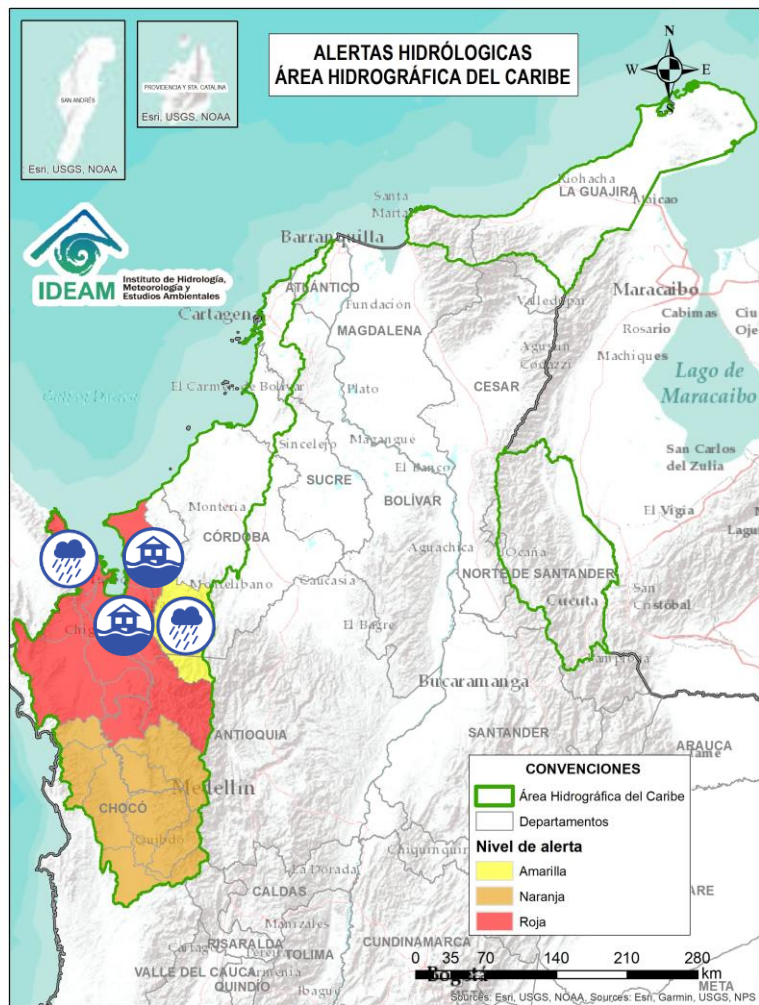 ALERTAS HIDRÓLOGICAS
ÁREA HIDROGRÁFICA DEL CARIBE
SAN ANDRÉS
Esri, USGS, NOAA
PROVIDENCIA Y STA. CATALINA
Esri, USGS, NOAA
N
W
E
S
IDEAM
Instituto de Hidrología,
Meteorología y
Estudios Ambientales
Riohacha
LA GUAJIRA
Maicao
Santa
Marta
Barranquilla
ATLÁNTICO
Cartagena
Fundación
MAGDALENA
Valledupar
Maracaibo
Cabimas
Ciu
Oje
Rosario
Machiques
Agustín
Codazzi
CESAR
Lago de
Maracaibo
El Carmen de Bolívar
Plato
Sincelejo
Magangué
El Banco
SUCRE
BOLÍVAR
San Carlos
del Zulia
Montería
CÓRDOBA
El Vigía
Lagun
Aguachica
Ocaña
NORTE DE SANTANDER
Montelíbano
Caucasia
Cúcuta
San
Cristóbal
El Bagre
Pamplona
Bucaramanga
ANTIOQUIA
SANTANDER
ARAUCA
Medellín
CHOCÓ
Quibdó
La Dorada
CALDAS
Manizales
RISARALDA
Pereira
TOLIMA
CUNDINAMARCA
VALLE DEL CAUCA
Armenia
QUINDÍO
Ibagué
Bogotá
META
CONVENCIONES
Área Hidrográfica del Caribe
Departamentos
Nivel de alerta
Amarilla
Naranja
Roja
0 35 70 140 210 280
km
Sources: Esri, USGS, NOAA, Sources: Esri, Garmin, USGS, NPS